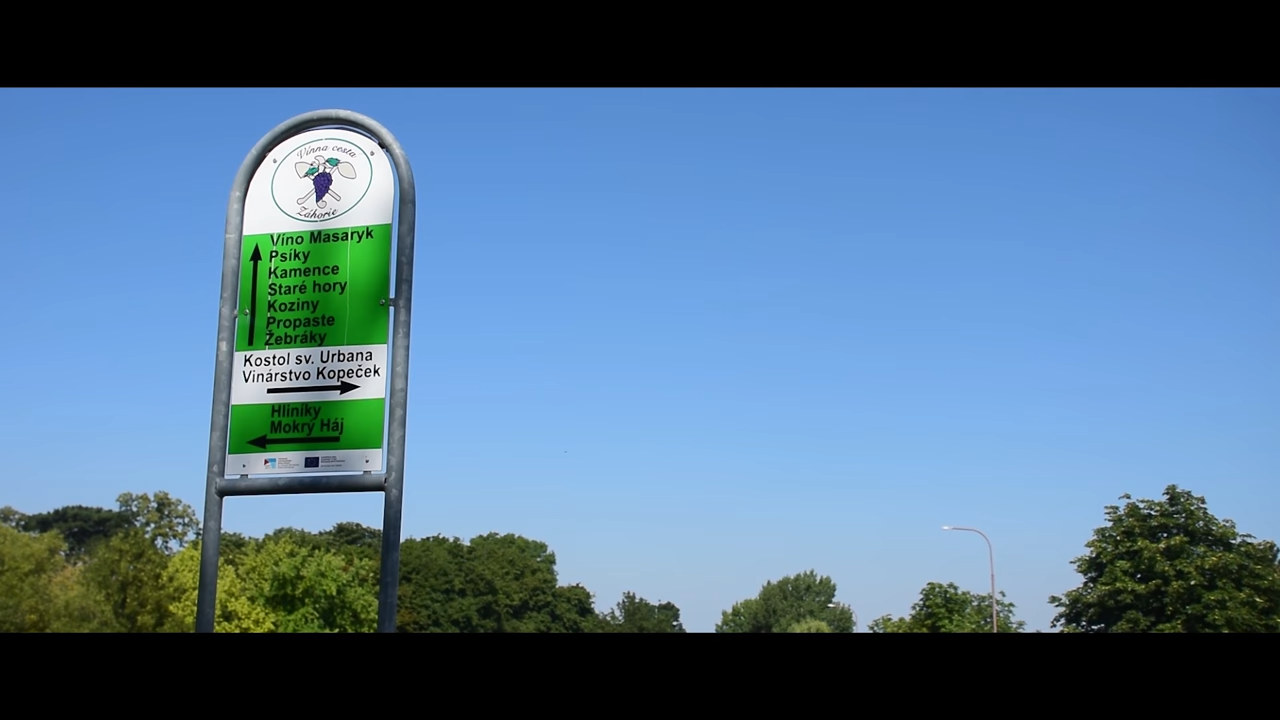 Vínna cesta
Záhorie
Víno Masaryk
Psíky
Kamence
Staré hory
Koziny
Propaste
Žebráky
Kostol sv. Urbana
Vinárstvo Kopeček
Hliníky
Mokrý Háj